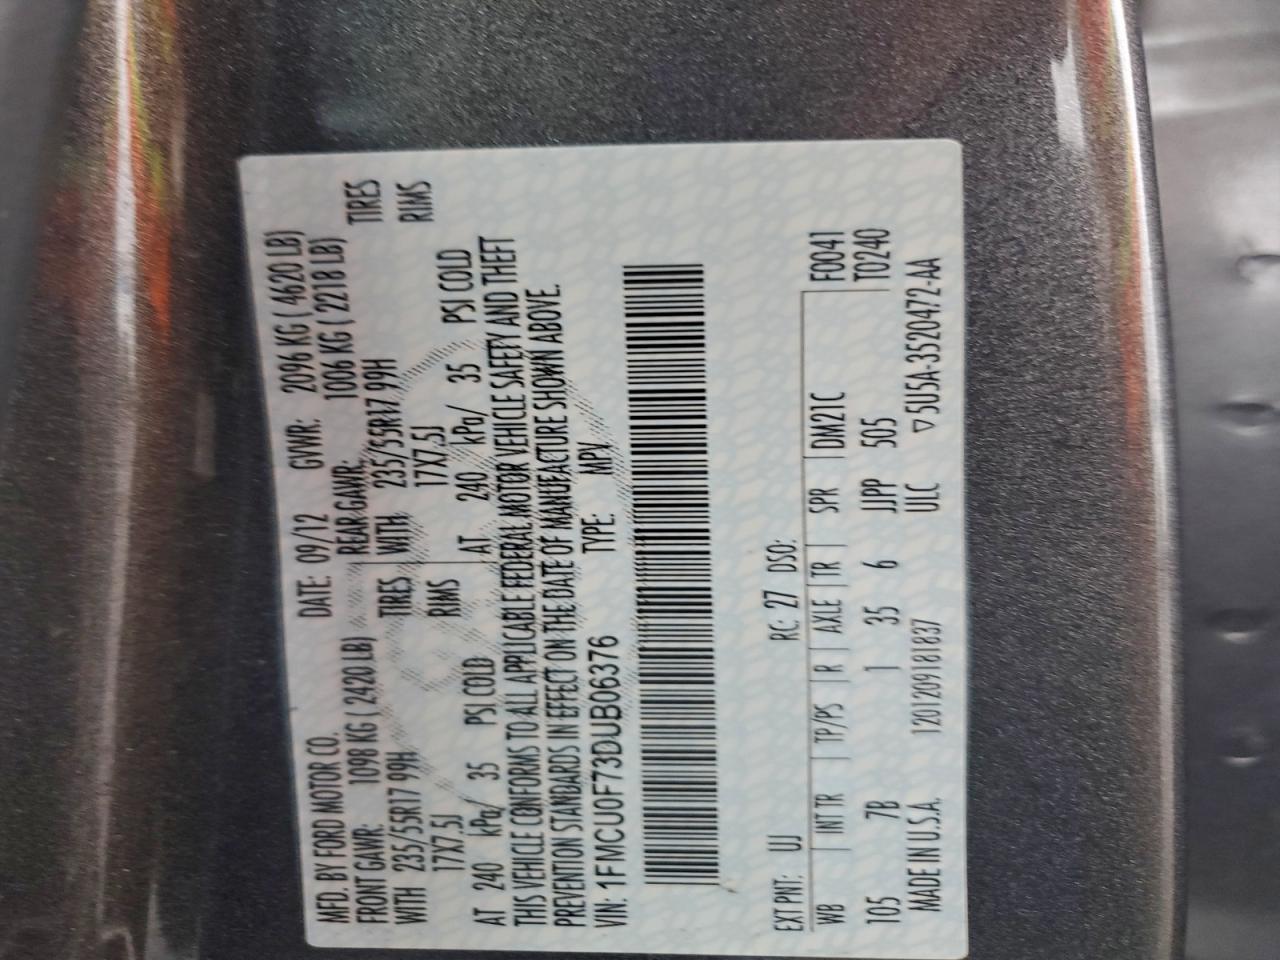 MFD. BY FORD MOTOR CO. DATE: 09/12 GVWR: 2096 KG ( 4620 LB)
FRONT GAWR: 1098 KG ( 2420 LB) REAR GAWR: 1006 KG ( 2218 LB)
WITH 235/55R17 99H TIRES WITH 235/55R17 99H TIRES
17X7.5J RIMS 17X7.5J RIMS
AT 240 kPa/ 35 PSI COLD AT 240 kPa/ 35 PSI COLD
THIS VEHICLE CONFORMS TO ALL APPLICABLE FEDERAL MOTOR VEHICLE SAFETY AND THEFT
PREVENTION STANDARDS IN EFFECT ON THE DATE OF MANUFACTURE SHOWN ABOVE.
VIN: 1FMCU0F73DUB06376 TYPE: MPV
EXT PNT: UJ RC: 27 DSO:
WB | INT TR | TP/PS | R | AXLE | TR | SPR | DM21C F0041
105 7B 1 35 6 JJPP 505 T0240
MADE IN U.S.A. 1201209181837 ULC ▽5U5A-3520472-AA